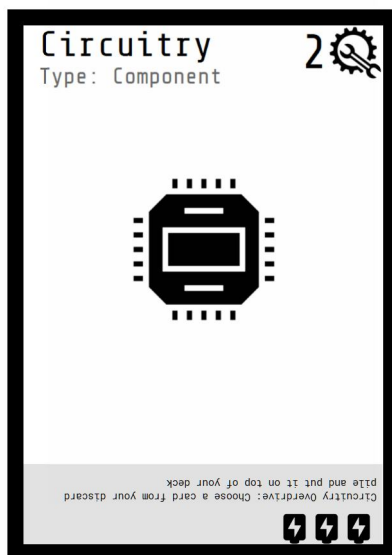 Circuitry
2
Type: Component
Circuitry Overdrive: Choose a card from your discard
pile and put it on top of your deck